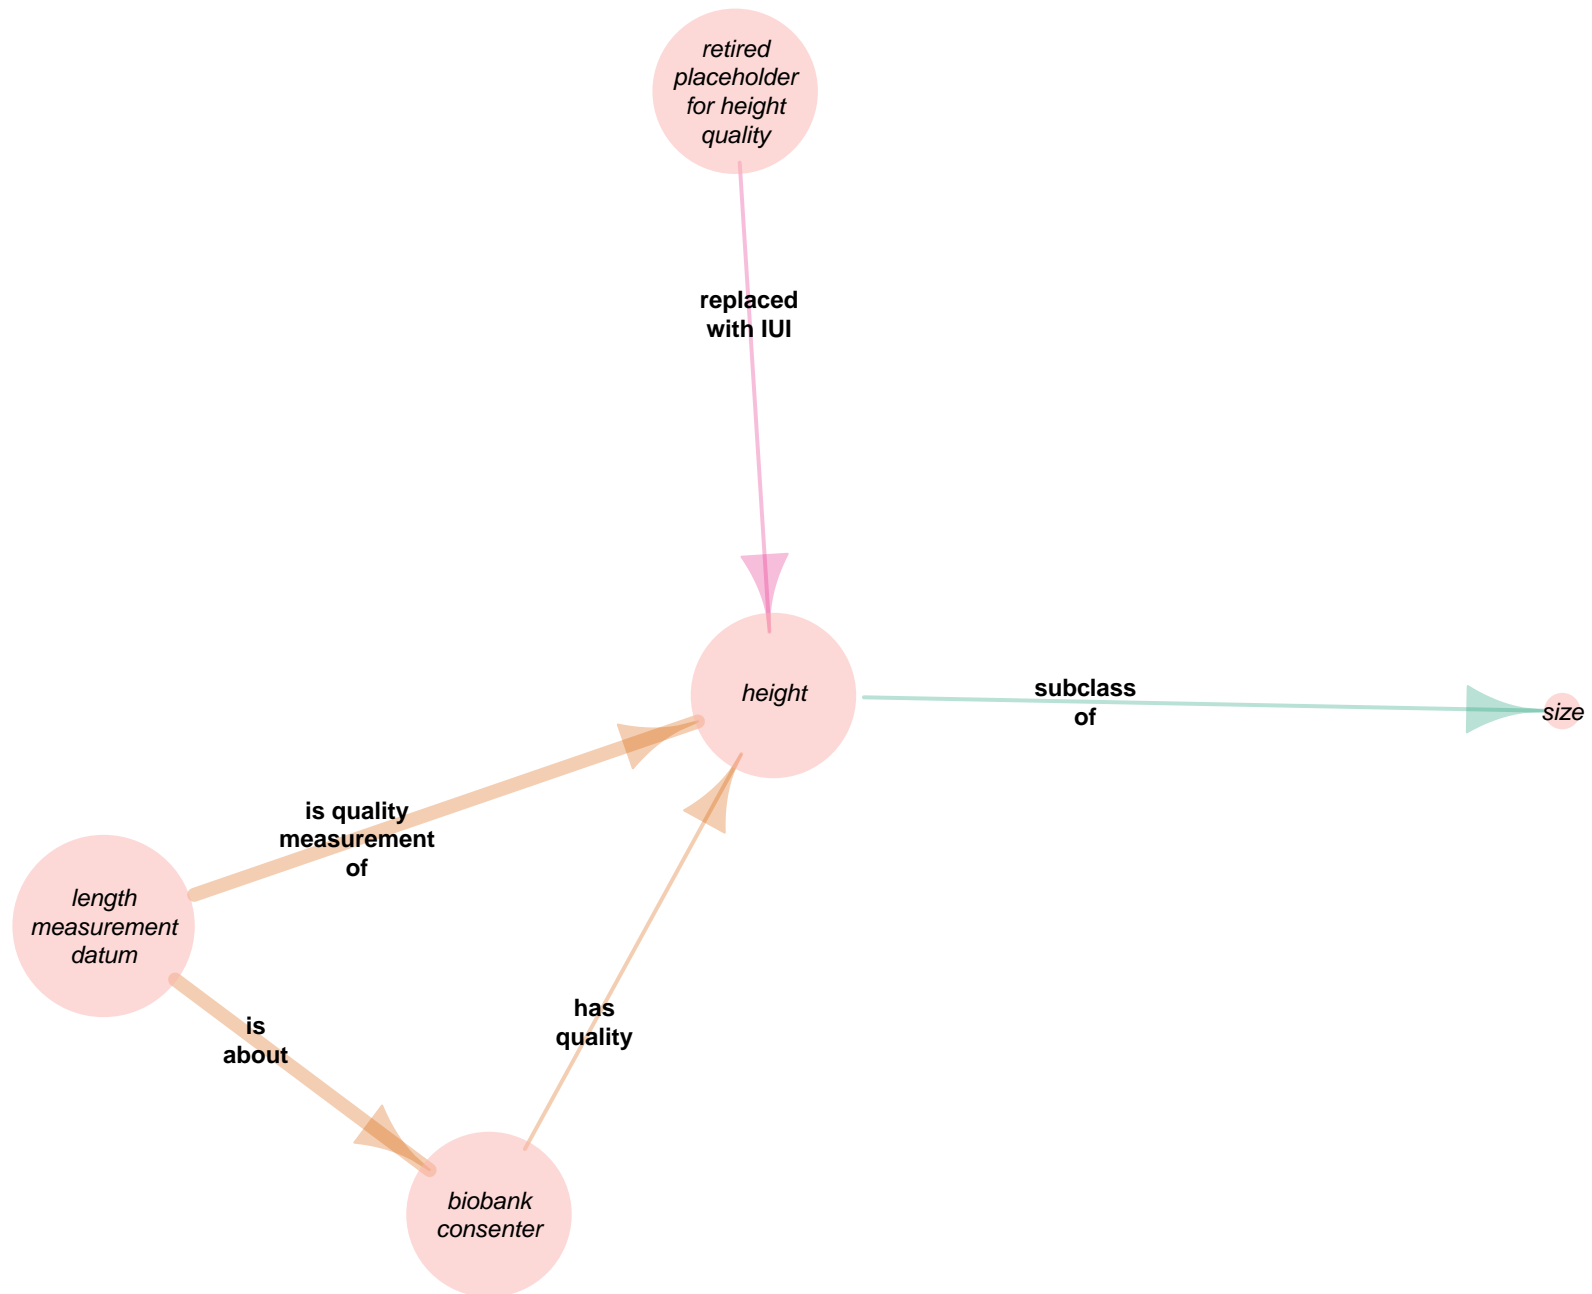 retired
placeholder
for height
quality
replaced
with IUI
height
subclass
of
size
is quality
measurement
of
length
measurement
datum
is
about
has
quality
biobank
consenter